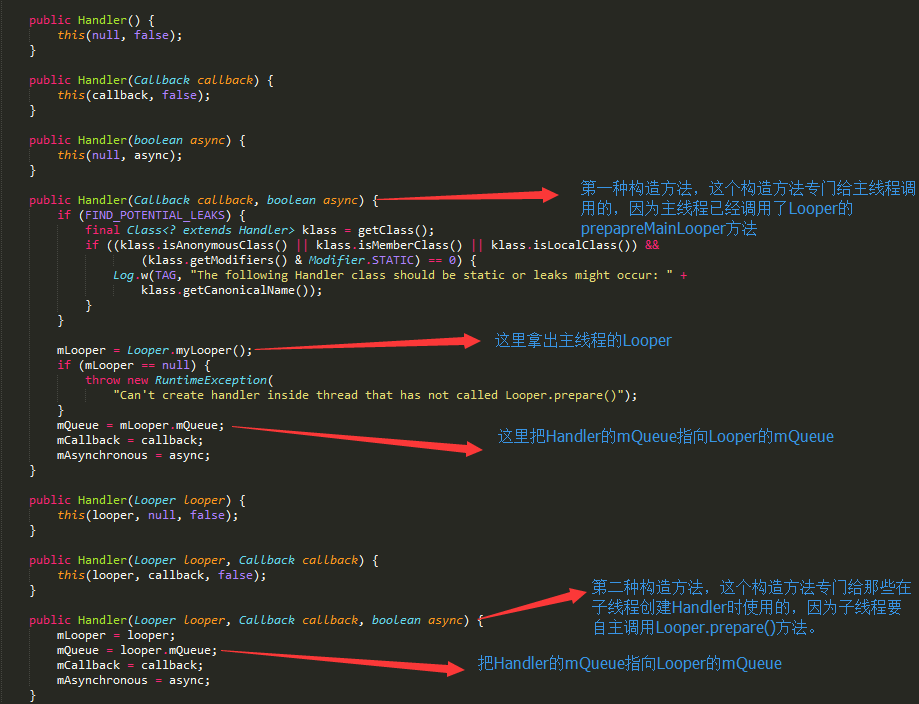 public Handler() {
    this(null, false);
}
public Handler(Callback callback) {
    this(callback, false);
}
public Handler(boolean async) {
    this(null, async);
}
public Handler(Callback callback, boolean async) {
    if (FIND_POTENTIAL_LEAKS) {
        final Class<? extends Handler> klass = getClass();
        if ((klass.isAnonymousClass() || klass.isMemberClass() || klass.isLocalClass()) &&
                (klass.getModifiers() & Modifier.STATIC) == 0) {
            Log.w(TAG, "The following Handler class should be static or leaks might occur: " +
                klass.getCanonicalName());
        }
    }
第一种构造方法，这个构造方法专门给主线程调
用的，因为主线程已经调用了Looper的
prepapreMainLooper方法
    mLooper = Looper.myLooper();
这里拿出主线程的Looper
    if (mLooper == null) {
        throw new RuntimeException(
            "Can't create handler inside thread that has not called Looper.prepare()");
    }
    mQueue = mLooper.mQueue;
这里把Handler的mQueue指向Looper的mQueue
    mCallback = callback;
    mAsynchronous = async;
}
public Handler(Looper looper) {
    this(looper, null, false);
}
public Handler(Looper looper, Callback callback) {
    this(looper, callback, false);
}
public Handler(Looper looper, Callback callback, boolean async) {
第二种构造方法，这个构造方法专门给那些在
子线程创建Handler时使用的，因为子线程要
自主调用Looper.prepare()方法。
    mLooper = looper;
    mQueue = looper.mQueue;
把Handler的mQueue指向Looper的mQueue
    mCallback = callback;
    mAsynchronous = async;
}